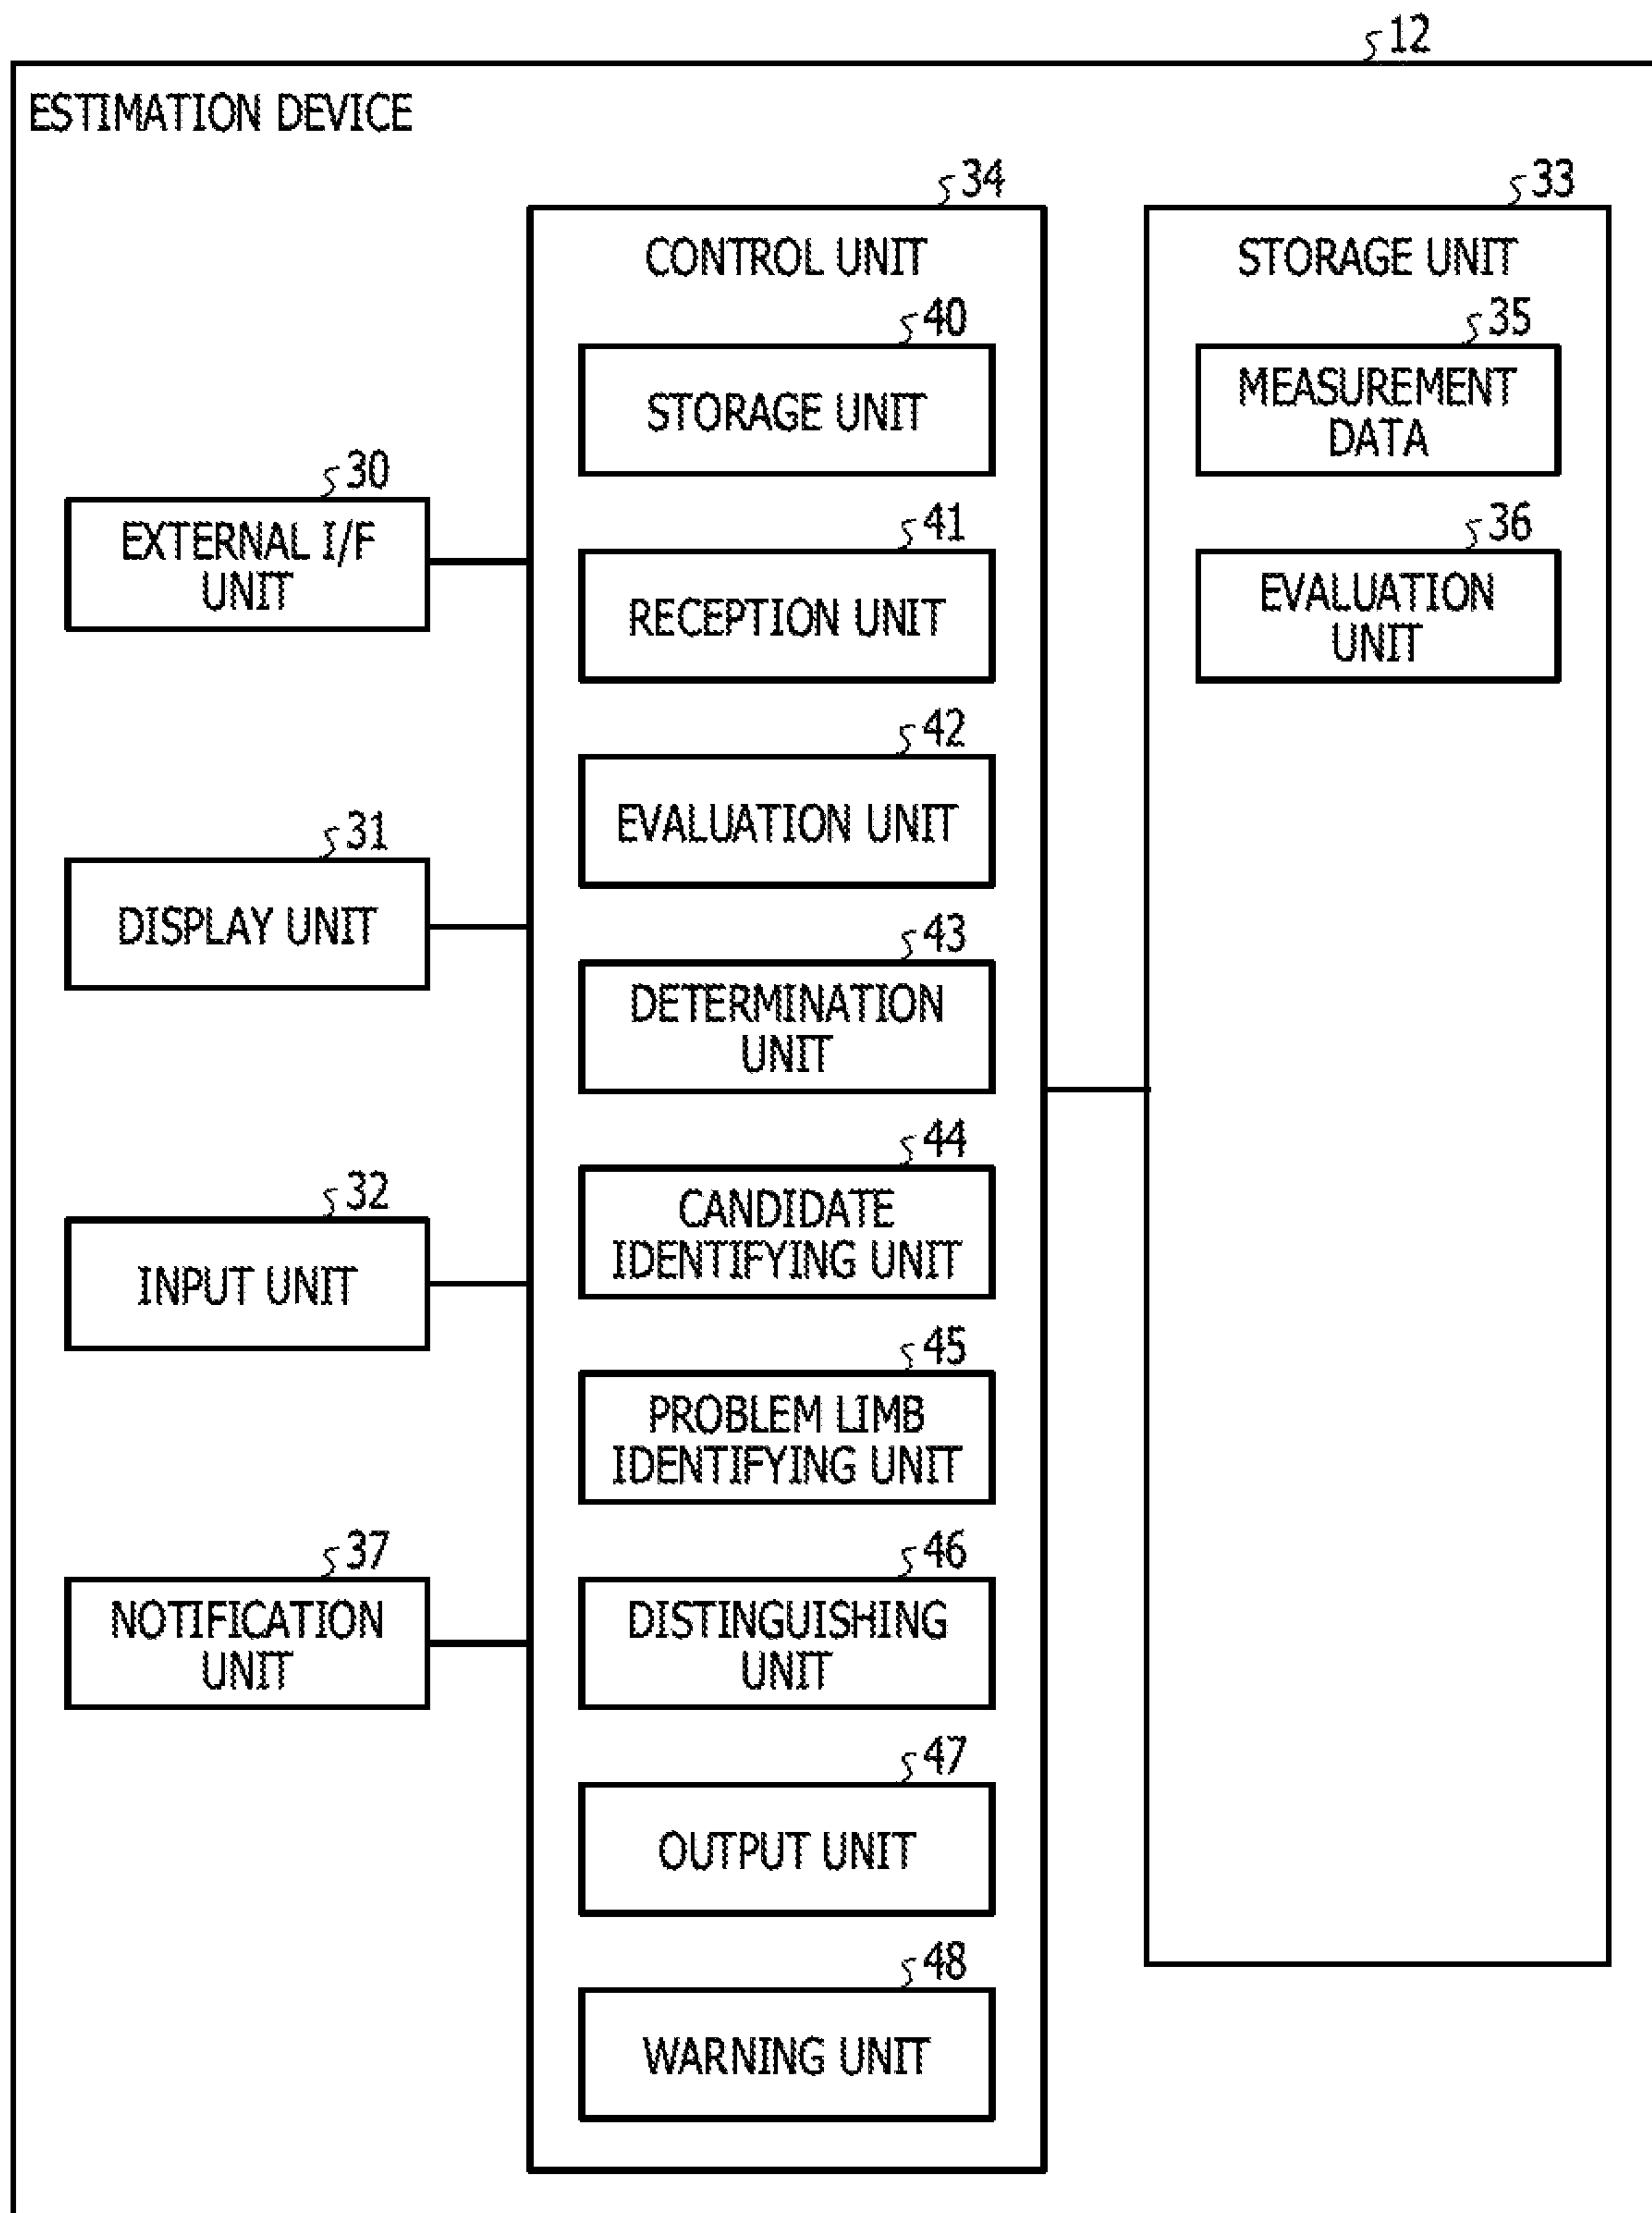 12
ESTIMATION DEVICE
30
EXTERNAL I/F
UNIT
31
DISPLAY UNIT
32
INPUT UNIT
37
NOTIFICATION
UNIT
34
CONTROL UNIT
40
STORAGE UNIT
41
RECEPTION UNIT
42
EVALUATION UNIT
43
DETERMINATION
UNIT
44
CANDIDATE
IDENTIFYING UNIT
45
PROBLEM LIMB
IDENTIFYING UNIT
46
DISTINGUISHING
UNIT
47
OUTPUT UNIT
48
WARNING UNIT
33
STORAGE UNIT
35
MEASUREMENT
DATA
36
EVALUATION
UNIT